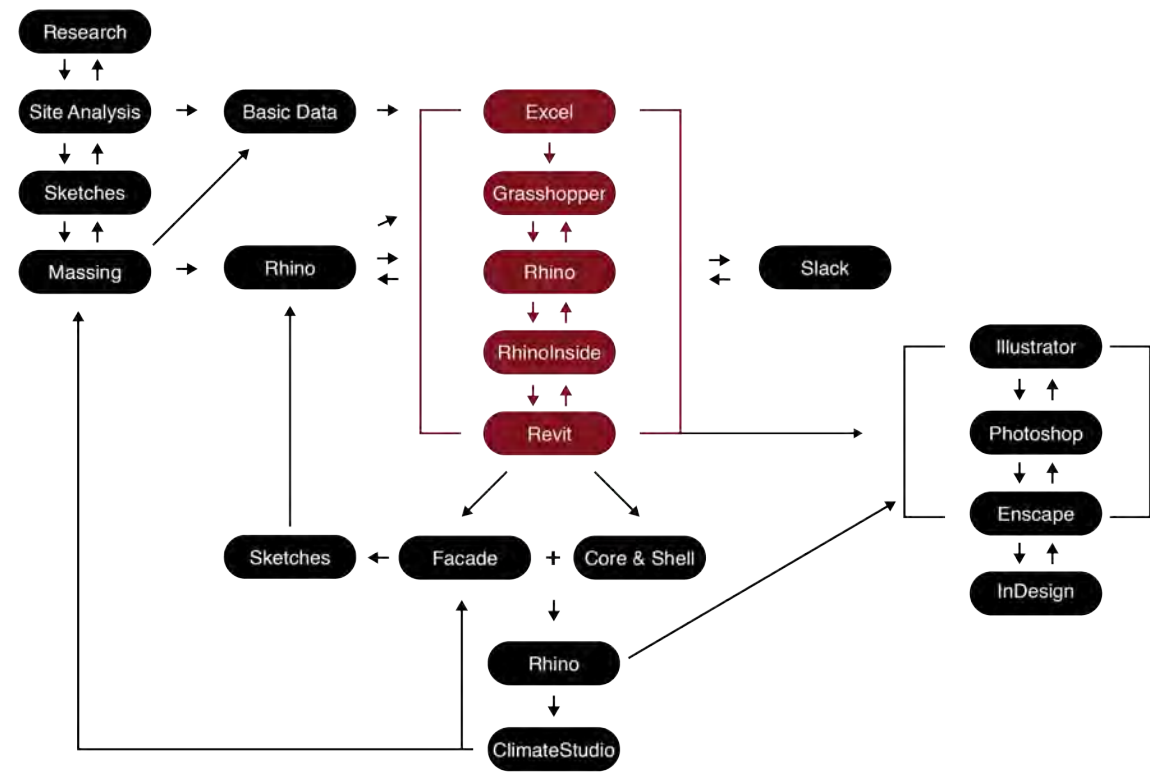 Research
Site Analysis
Basic Data
Excel
Sketches
Grasshopper
Massing
Rhino
Rhino
Slack
RhinoInside
Illustrator
Revit
Photoshop
Enscape
Sketches
Facade
+
Core & Shell
InDesign
Rhino
ClimateStudio